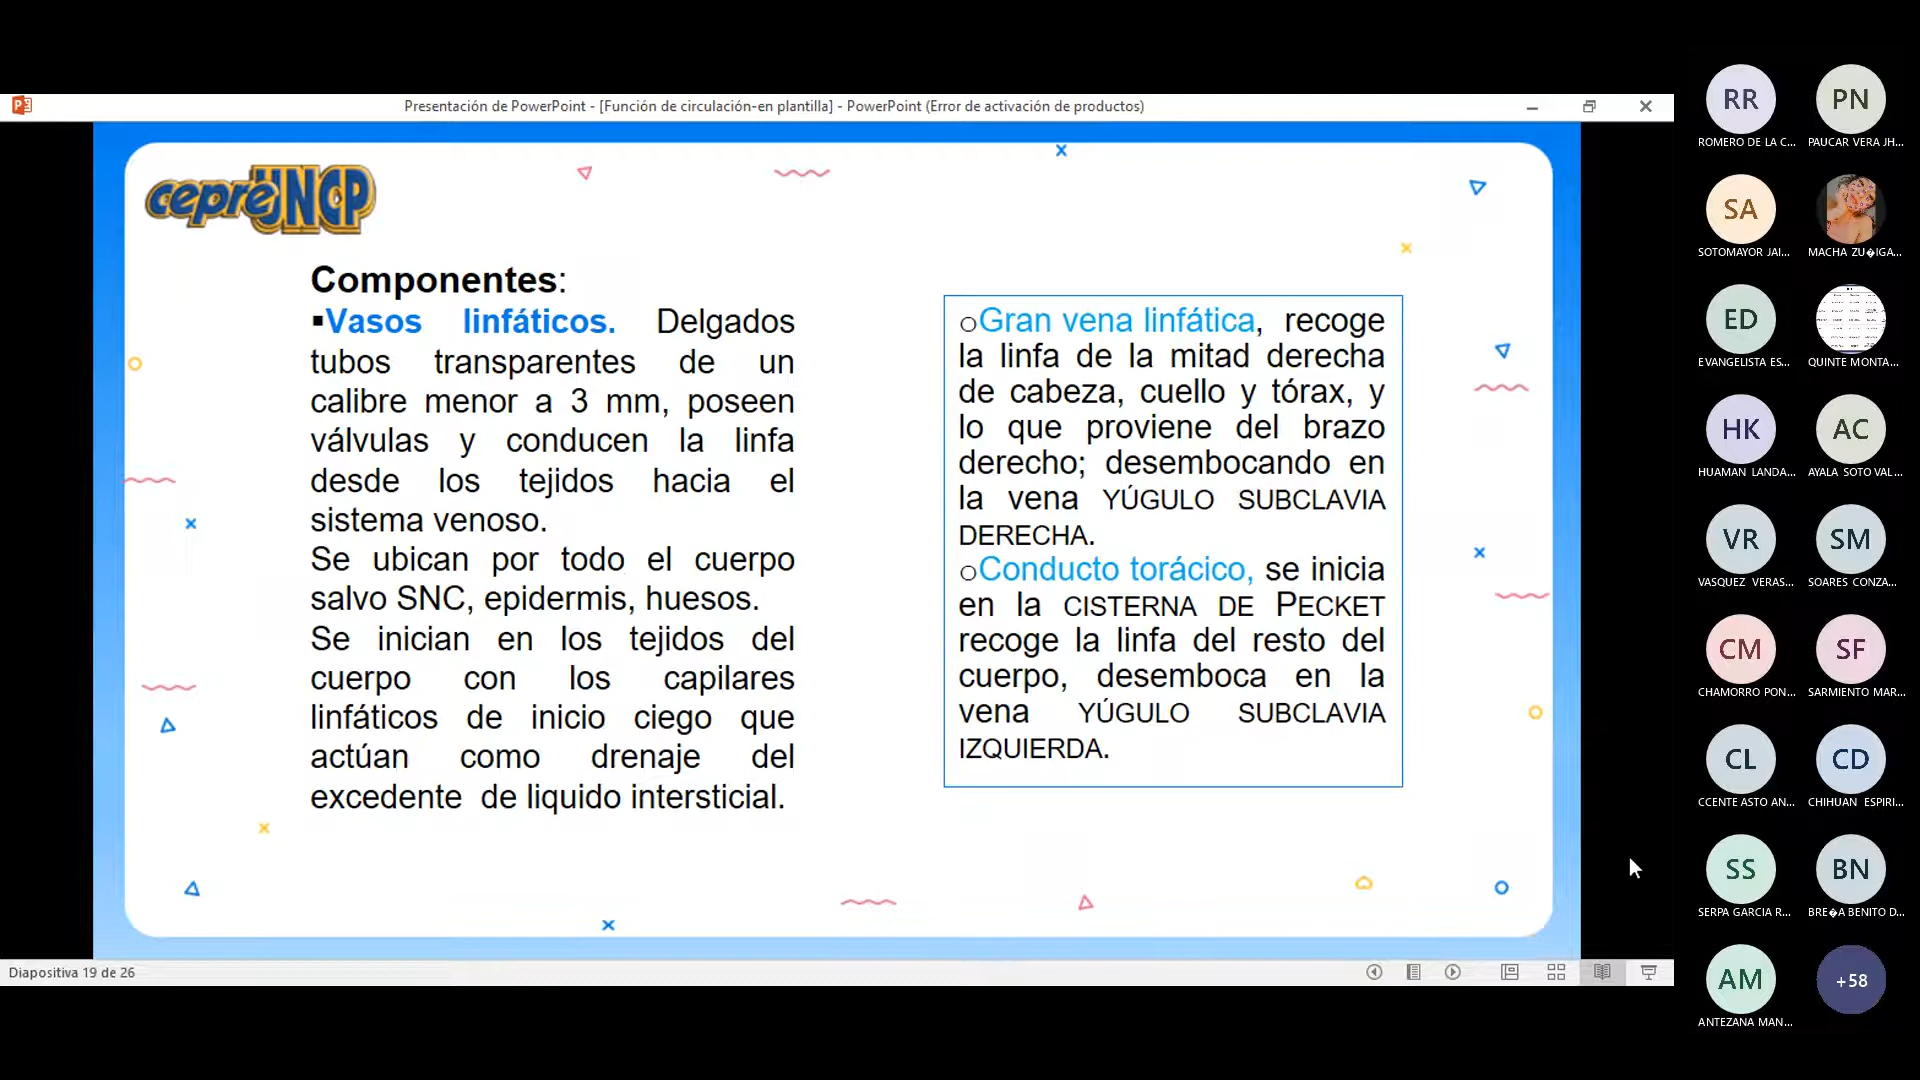 Presentación de PowerPoint - [Función de circulación-en plantilla] - PowerPoint (Error de activación de productos)
cepreUNCP
Componentes:
▪Vasos linfáticos. Delgados
tubos transparentes de un
calibre menor a 3 mm, poseen
válvulas y conducen la linfa
desde los tejidos hacia el
sistema venoso.
Se ubican por todo el cuerpo
salvo SNC, epidermis, huesos.
Se inician en los tejidos del
cuerpo con los capilares
linfáticos de inicio ciego que
actúan como drenaje del
excedente de liquido intersticial.
oGran vena linfática, recoge
la linfa de la mitad derecha
de cabeza, cuello y tórax, y
lo que proviene del brazo
derecho; desembocando en
la vena YÚGULO SUBCLAVIA
DERECHA.
oConducto torácico, se inicia
en la CISTERNA DE PECKET
recoge la linfa del resto del
cuerpo, desemboca en la
vena YÚGULO SUBCLAVIA
IZQUIERDA.
Diapositiva 19 de 26
RR
ROMERO DE LA C...
PN
PAUCAR VERA JH...
SA
SOTOMAYOR JAI...
MACHA ZU�IGA...
ED
EVANGELISTA ES...
QUINTE MONTA...
HK
HUAMAN LANDA...
AC
AYALA SOTO VAL...
VR
VASQUEZ VERAS...
SM
SOARES CONZA...
CM
CHAMORRO PON...
SF
SARMIENTO MAR...
CL
CCENTE ASTO AN...
CD
CHIHUAN ESPIRI...
SS
SERPA GARCIA R...
BN
BRE�A BENITO D...
AM
ANTEZANA MAN...
+58